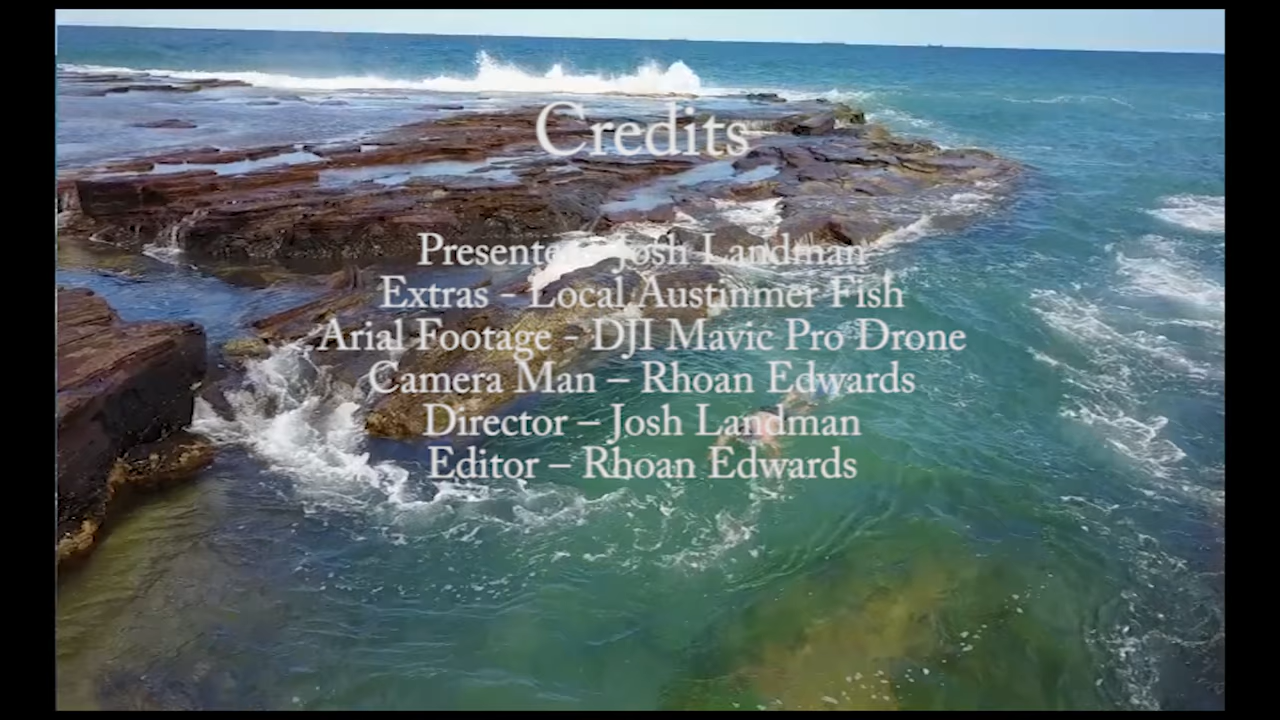 Credits
Presenter - Josh Landman
Extras - Local Austinmer Fish
Arial Footage - DJI Mavic Pro Drone
Camera Man – Rhoan Edwards
Director – Josh Landman
Editor – Rhoan Edwards